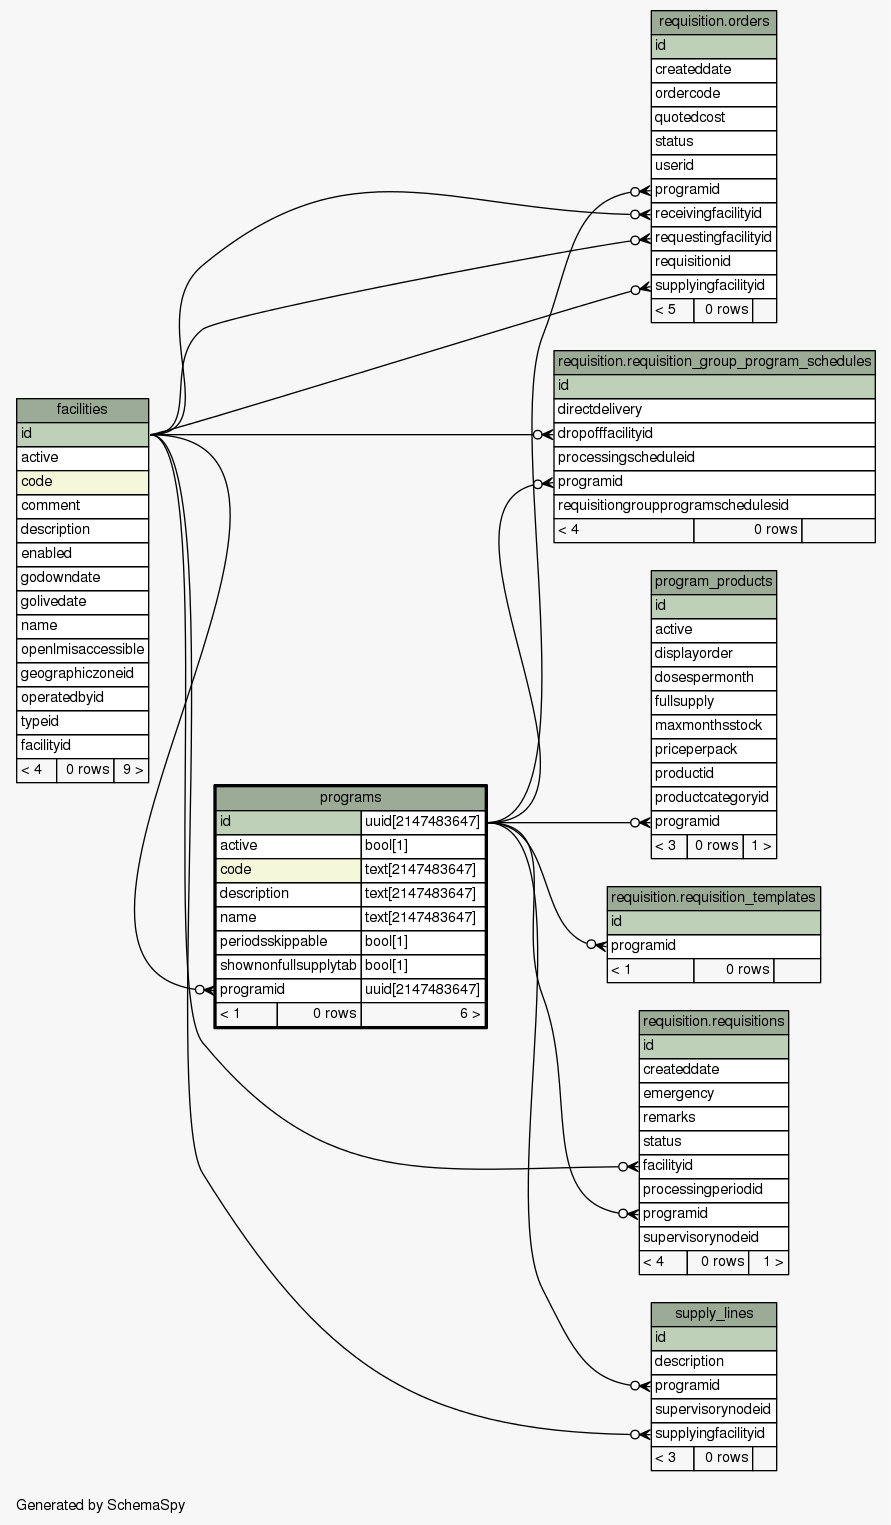 requisition.orders
id
createddate
ordercode
quotedcost
status
userid
programid
receivingfacilityid
requestingfacilityid
requisitionid
supplyingfacilityid
< 5 0 rows
requisition.requisition_group_program_schedules
id
directdelivery
dropofffacilityid
processingscheduleid
programid
requisitiongroupprogramschedulesid
< 4 0 rows
facilities
id
active
code
comment
description
enabled
godowndate
golivedate
name
openlmisaccessible
geographiczoneid
operatedbyid
typeid
facilityid
< 4 0 rows 9 >
program_products
id
active
displayorder
dosespermonth
fullsupply
maxmonthsstock
priceperpack
productid
productcategoryid
programid
< 3 0 rows 1 >
programs
id uuid[2147483647]
active bool[1]
code text[2147483647]
description text[2147483647]
name text[2147483647]
periodsskippable bool[1]
shownonfullsupplytab bool[1]
programid uuid[2147483647]
< 1 0 rows 6 >
requisition.requisition_templates
id
programid
< 1 0 rows
requisition.requisitions
id
createddate
emergency
remarks
status
facilityid
processingperiodid
programid
supervisorynodeid
< 4 0 rows 1 >
supply_lines
id
description
programid
supervisorynodeid
supplyingfacilityid
< 3 0 rows
Generated by SchemaSpy